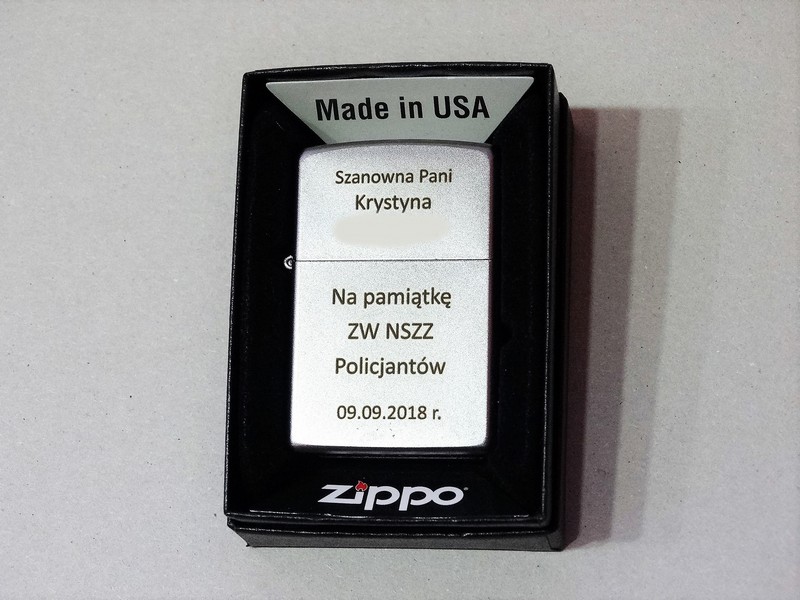 Made in USA
Szanowna Pani
Krystyna
Na pamiątkę
ZW NSZZ
Policjantów
09.09.2018 r.
zippo